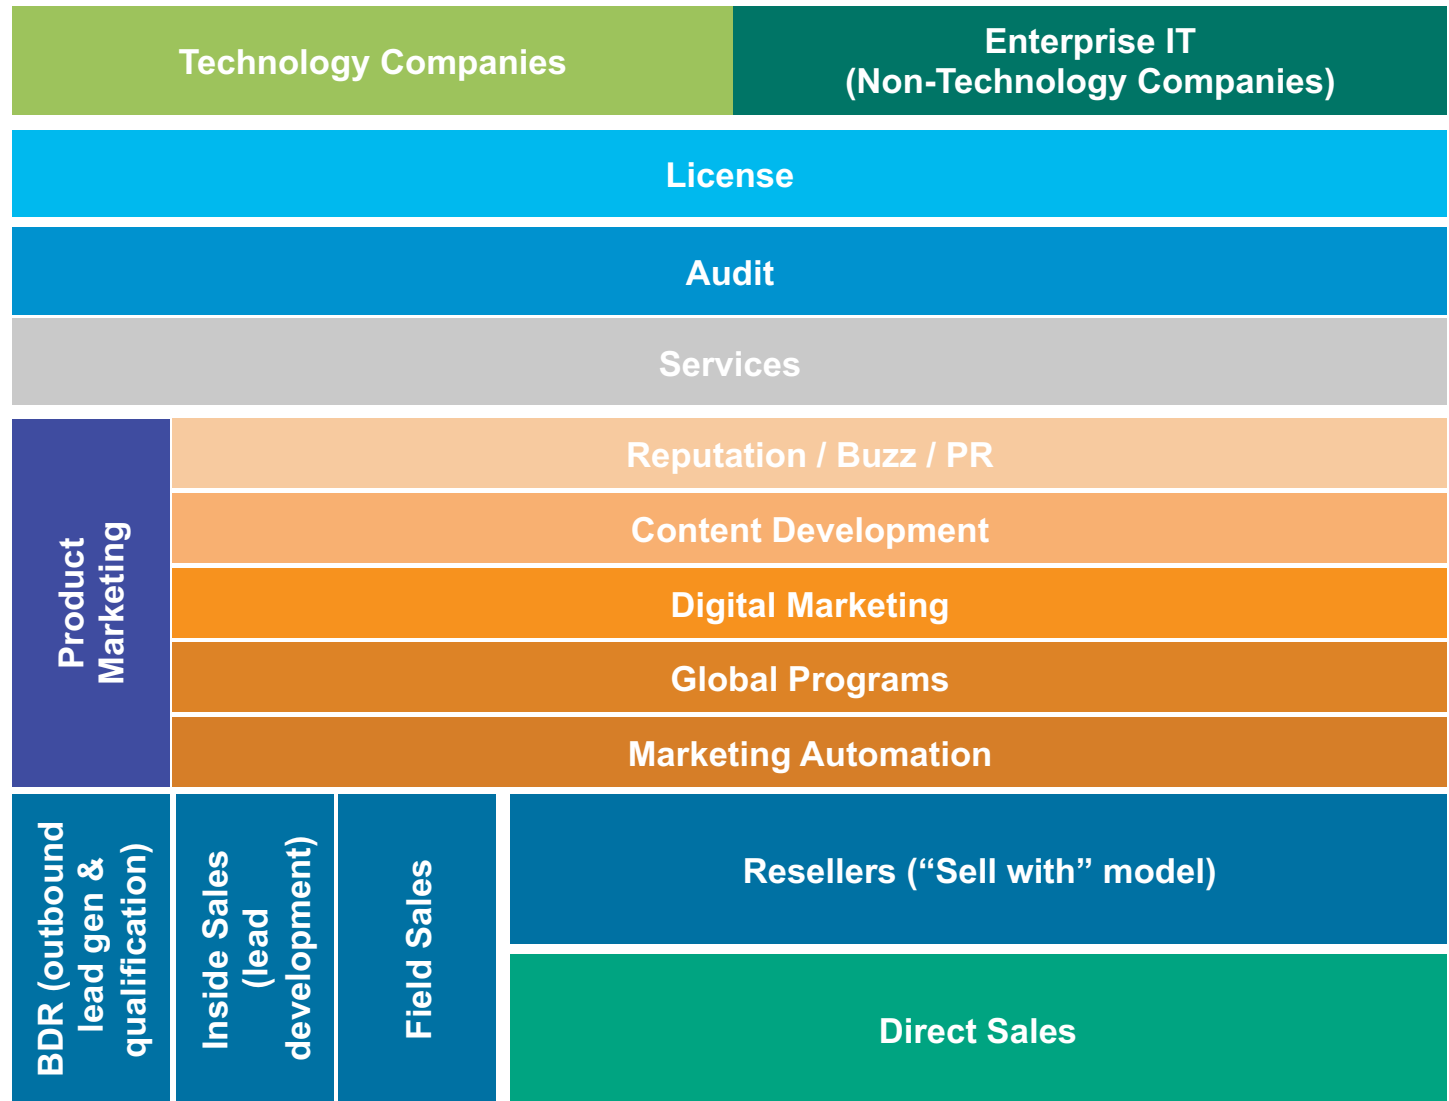 Technology Companies
Enterprise IT
(Non-Technology Companies)
License
Audit
Services
Product
Marketing
Reputation / Buzz / PR
Content Development
Digital Marketing
Global Programs
Marketing Automation
BDR (outbound
lead gen &
qualification)
Inside Sales
(lead
development)
Field Sales
Resellers (“Sell with” model)
Direct Sales